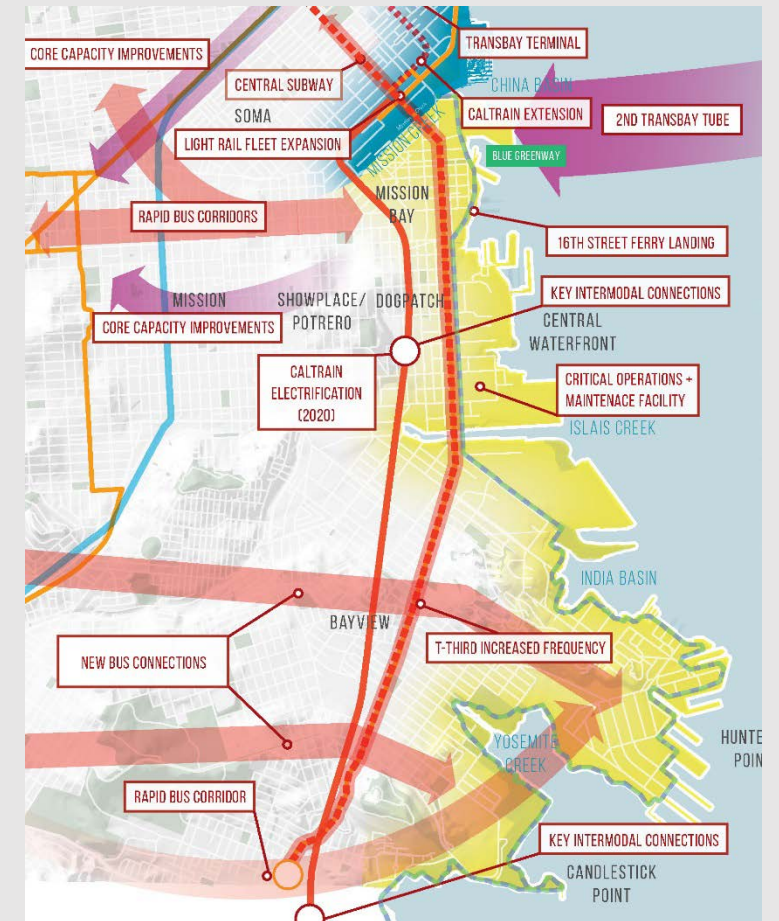 TRANSBAY TERMINAL
CORE CAPACITY IMPROVEMENTS
CENTRAL SUBWAY
CHINA BASIN
SOMA
CALTRAIN EXTENSION
2ND TRANSBAY TUBE
LIGHT RAIL FLEET EXPANSION
MISSION CREEK
BLUE GREENWAY
MISSION
BAY
RAPID BUS CORRIDORS
16TH STREET FERRY LANDING
KEY INTERMODAL CONNECTIONS
MISSION
SHOWPLACE/
POTRERO
DOGPATCH
CENTRAL
WATERFRONT
CORE CAPACITY IMPROVEMENTS
CALTRAIN
ELECTRIFICATION
(2020)
CRITICAL OPERATIONS +
MAINTENACE FACILITY
ISLAIS CREEK
INDIA BASIN
BAYVIEW
T-THIRD INCREASED FREQUENCY
NEW BUS CONNECTIONS
YOSEMITE
CREEK
HUNTE
POIN
RAPID BUS CORRIDOR
KEY INTERMODAL CONNECTIONS
CANDLESTICK
POINT